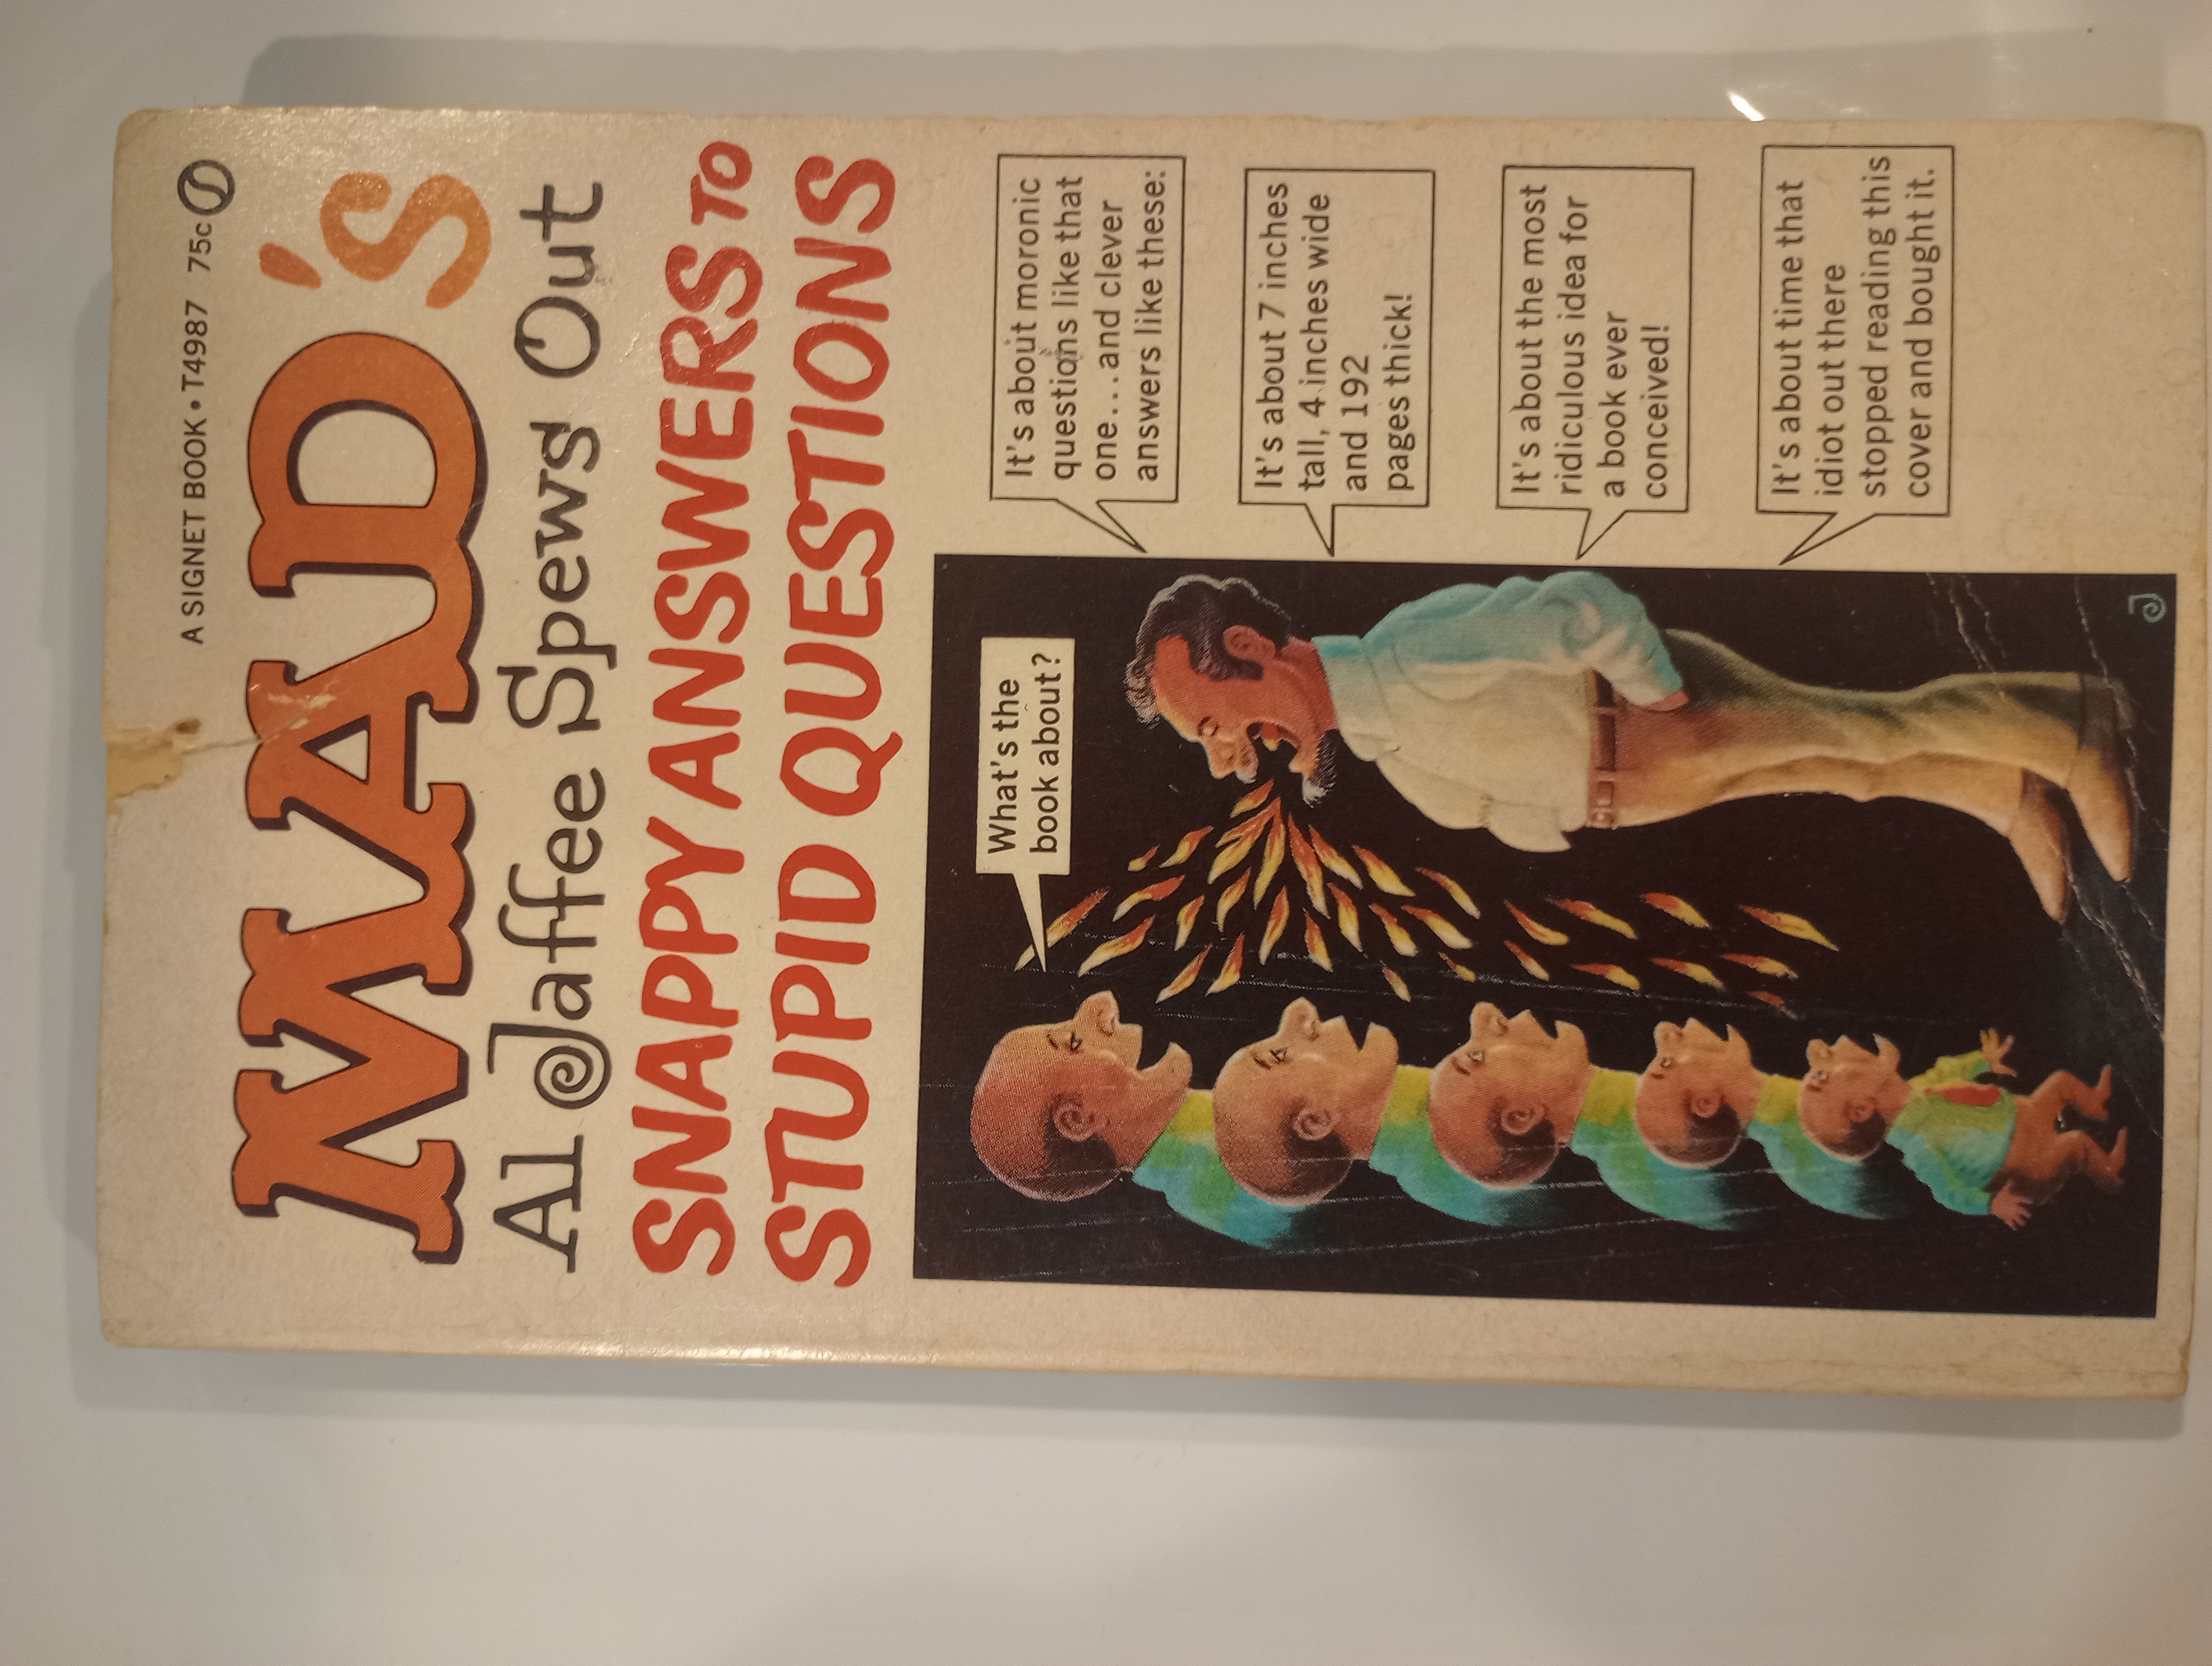 A SIGNET BOOK • T4987 75c
MAD's
Al Jaffee Spews Out
SNAPPY ANSWERS TO
STUPID QUESTIONS
What's the
book about?
It's about moronic
questions like that
one...and clever
answers like these:
It's about 7 inches
tall, 4 inches wide
and 192
pages thick!
It's about the most
ridiculous idea for
a book ever
conceived!
It's about time that
idiot out there
stopped reading this
cover and bought it.
J